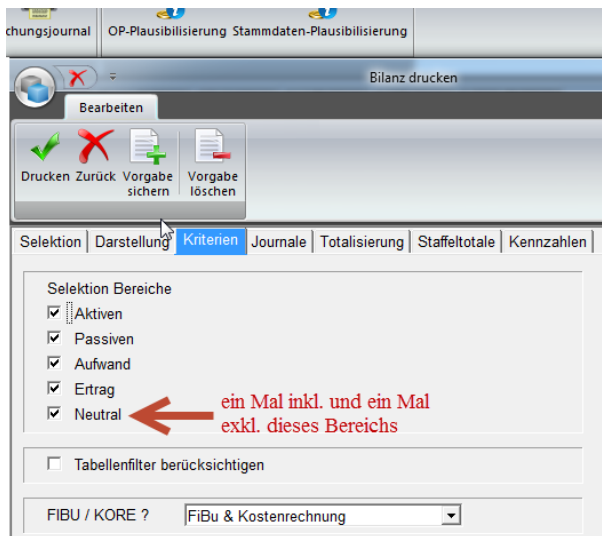 OP-Plausibilisierung Stammdaten-Plausibilisierung
Bilanz drucken
Bearbeiten
Drucken Zurück Vorgabe sichern Vorgabe löschen
Selektion Darstellung Kriterien Journale Totalisierung Staffeltotale Kennzahlen
Selektion Bereiche
Aktiven
Passiven
Aufwand
Ertrag
Neutral
ein Mal inkl. und ein Mal
exkl. dieses Bereichs
Tabellenfilter berücksichtigen
FIBU / KORE ? FiBu & Kostenrechnung